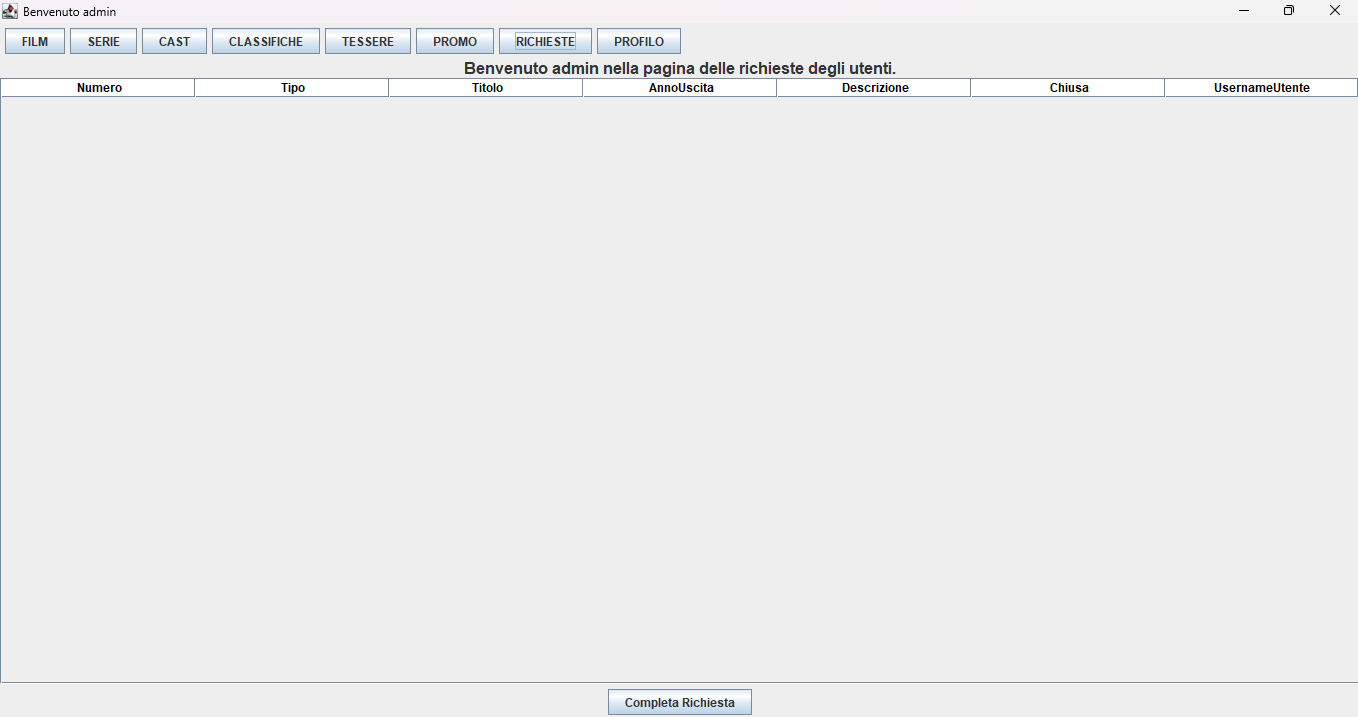 Benvenuto admin
FILM SERIE CAST CLASSIFICHE TESSERE PROMO RICHIESTE PROFILO
Benvenuto admin nella pagina delle richieste degli utenti.
Numero Tipo Titolo AnnoUscita Descrizione Chiusa UsernameUtente
Completa Richiesta